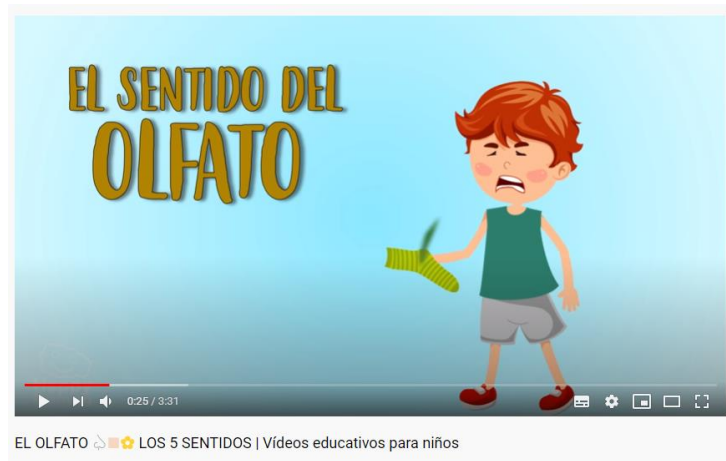 EL SENTIDO DEL
OLFATO
0:25 / 3:31
EL OLFATO 👃🏻🌼 LOS 5 SENTIDOS | Vídeos educativos para niños